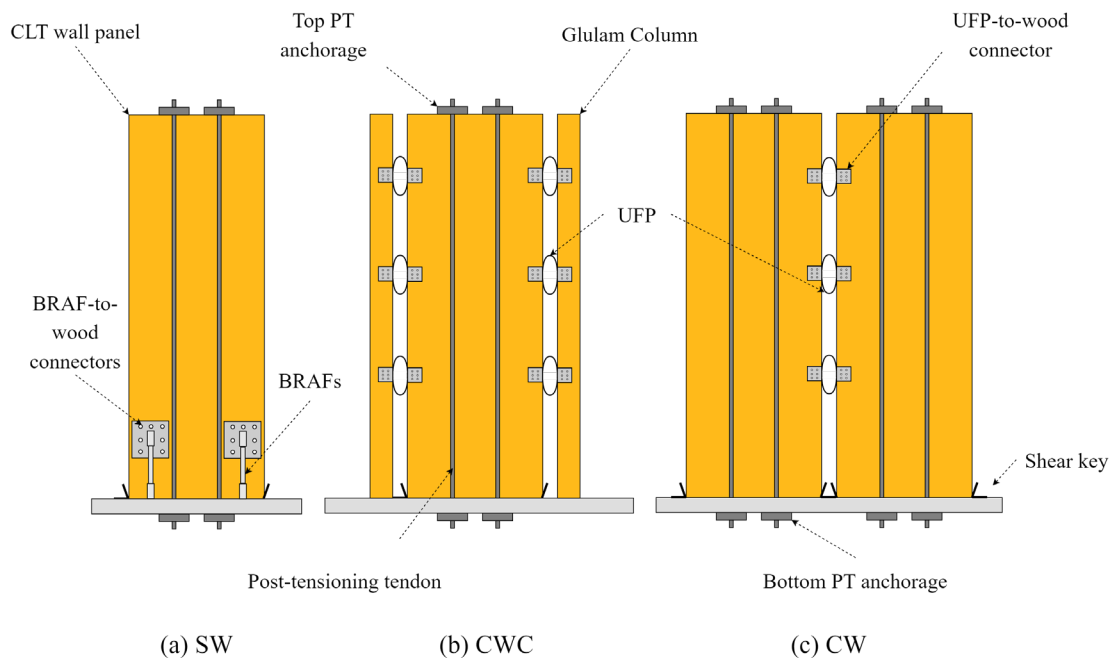 CLT wall panel
Top PT
anchorage
Glulam Column
UFP-to-wood
connector
UFP
BRAF-to-
wood
connectors
BRAFs
Shear key
Post-tensioning tendon
Bottom PT anchorage
(a) SW
(b) CWC
(c) CW